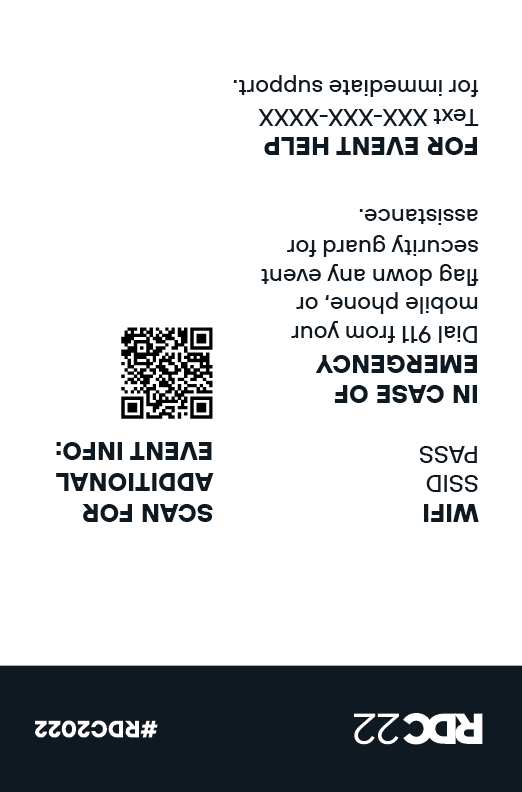 RDC22
#RDC2022
WIFI
SSID
PASS
SCAN FOR
ADDITIONAL
EVENT INFO:
IN CASE OF
EMERGENCY
Dial 911 from your
mobile phone, or
flag down any event
security guard for
assistance.
FOR EVENT HELP
Text XXX-XXX-XXXX
for immediate support.